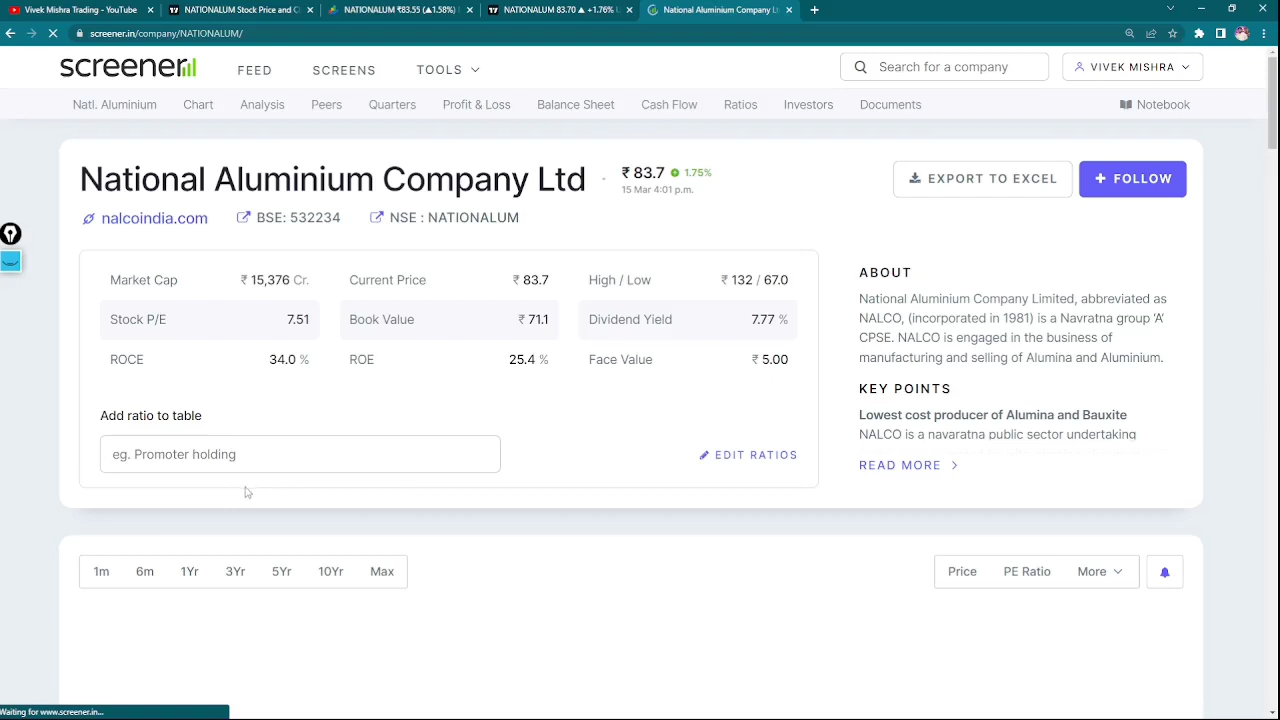 Vivek Mishra Trading - YouTube
NATIONALUM Stock Price and C
NATIONALUM ₹83.55 (▲1.58%)
NATIONALUM 83.70 ▲ +1.76%
National Aluminium Company Lt
screener.in/company/NATIONALUM/
screener
FEED
SCREENS
TOOLS
Search for a company
VIVEK MISHRA
Natl. Aluminium
Chart
Analysis
Peers
Quarters
Profit & Loss
Balance Sheet
Cash Flow
Ratios
Investors
Documents
Notebook
National Aluminium Company Ltd
₹ 83.7 1.75%
15 Mar 4:01 p.m.
EXPORT TO EXCEL
+ FOLLOW
nalcoindia.com
BSE: 532234
NSE : NATIONALUM
Market Cap ₹ 15,376 Cr.
Current Price ₹ 83.7
High / Low ₹ 132 / 67.0
Stock P/E 7.51
Book Value ₹ 71.1
Dividend Yield 7.77 %
ROCE 34.0 %
ROE 25.4 %
Face Value ₹ 5.00
Add ratio to table
eg. Promoter holding
EDIT RATIOS
ABOUT
National Aluminium Company Limited, abbreviated as
NALCO, (incorporated in 1981) is a Navratna group ‘A’
CPSE. NALCO is engaged in the business of
manufacturing and selling of Alumina and Aluminium.
KEY POINTS
Lowest cost producer of Alumina and Bauxite
NALCO is a navaratna public sector undertaking
READ MORE
1m
6m
1Yr
3Yr
5Yr
10Yr
Max
Price
PE Ratio
More
Waiting for www.screener.in...